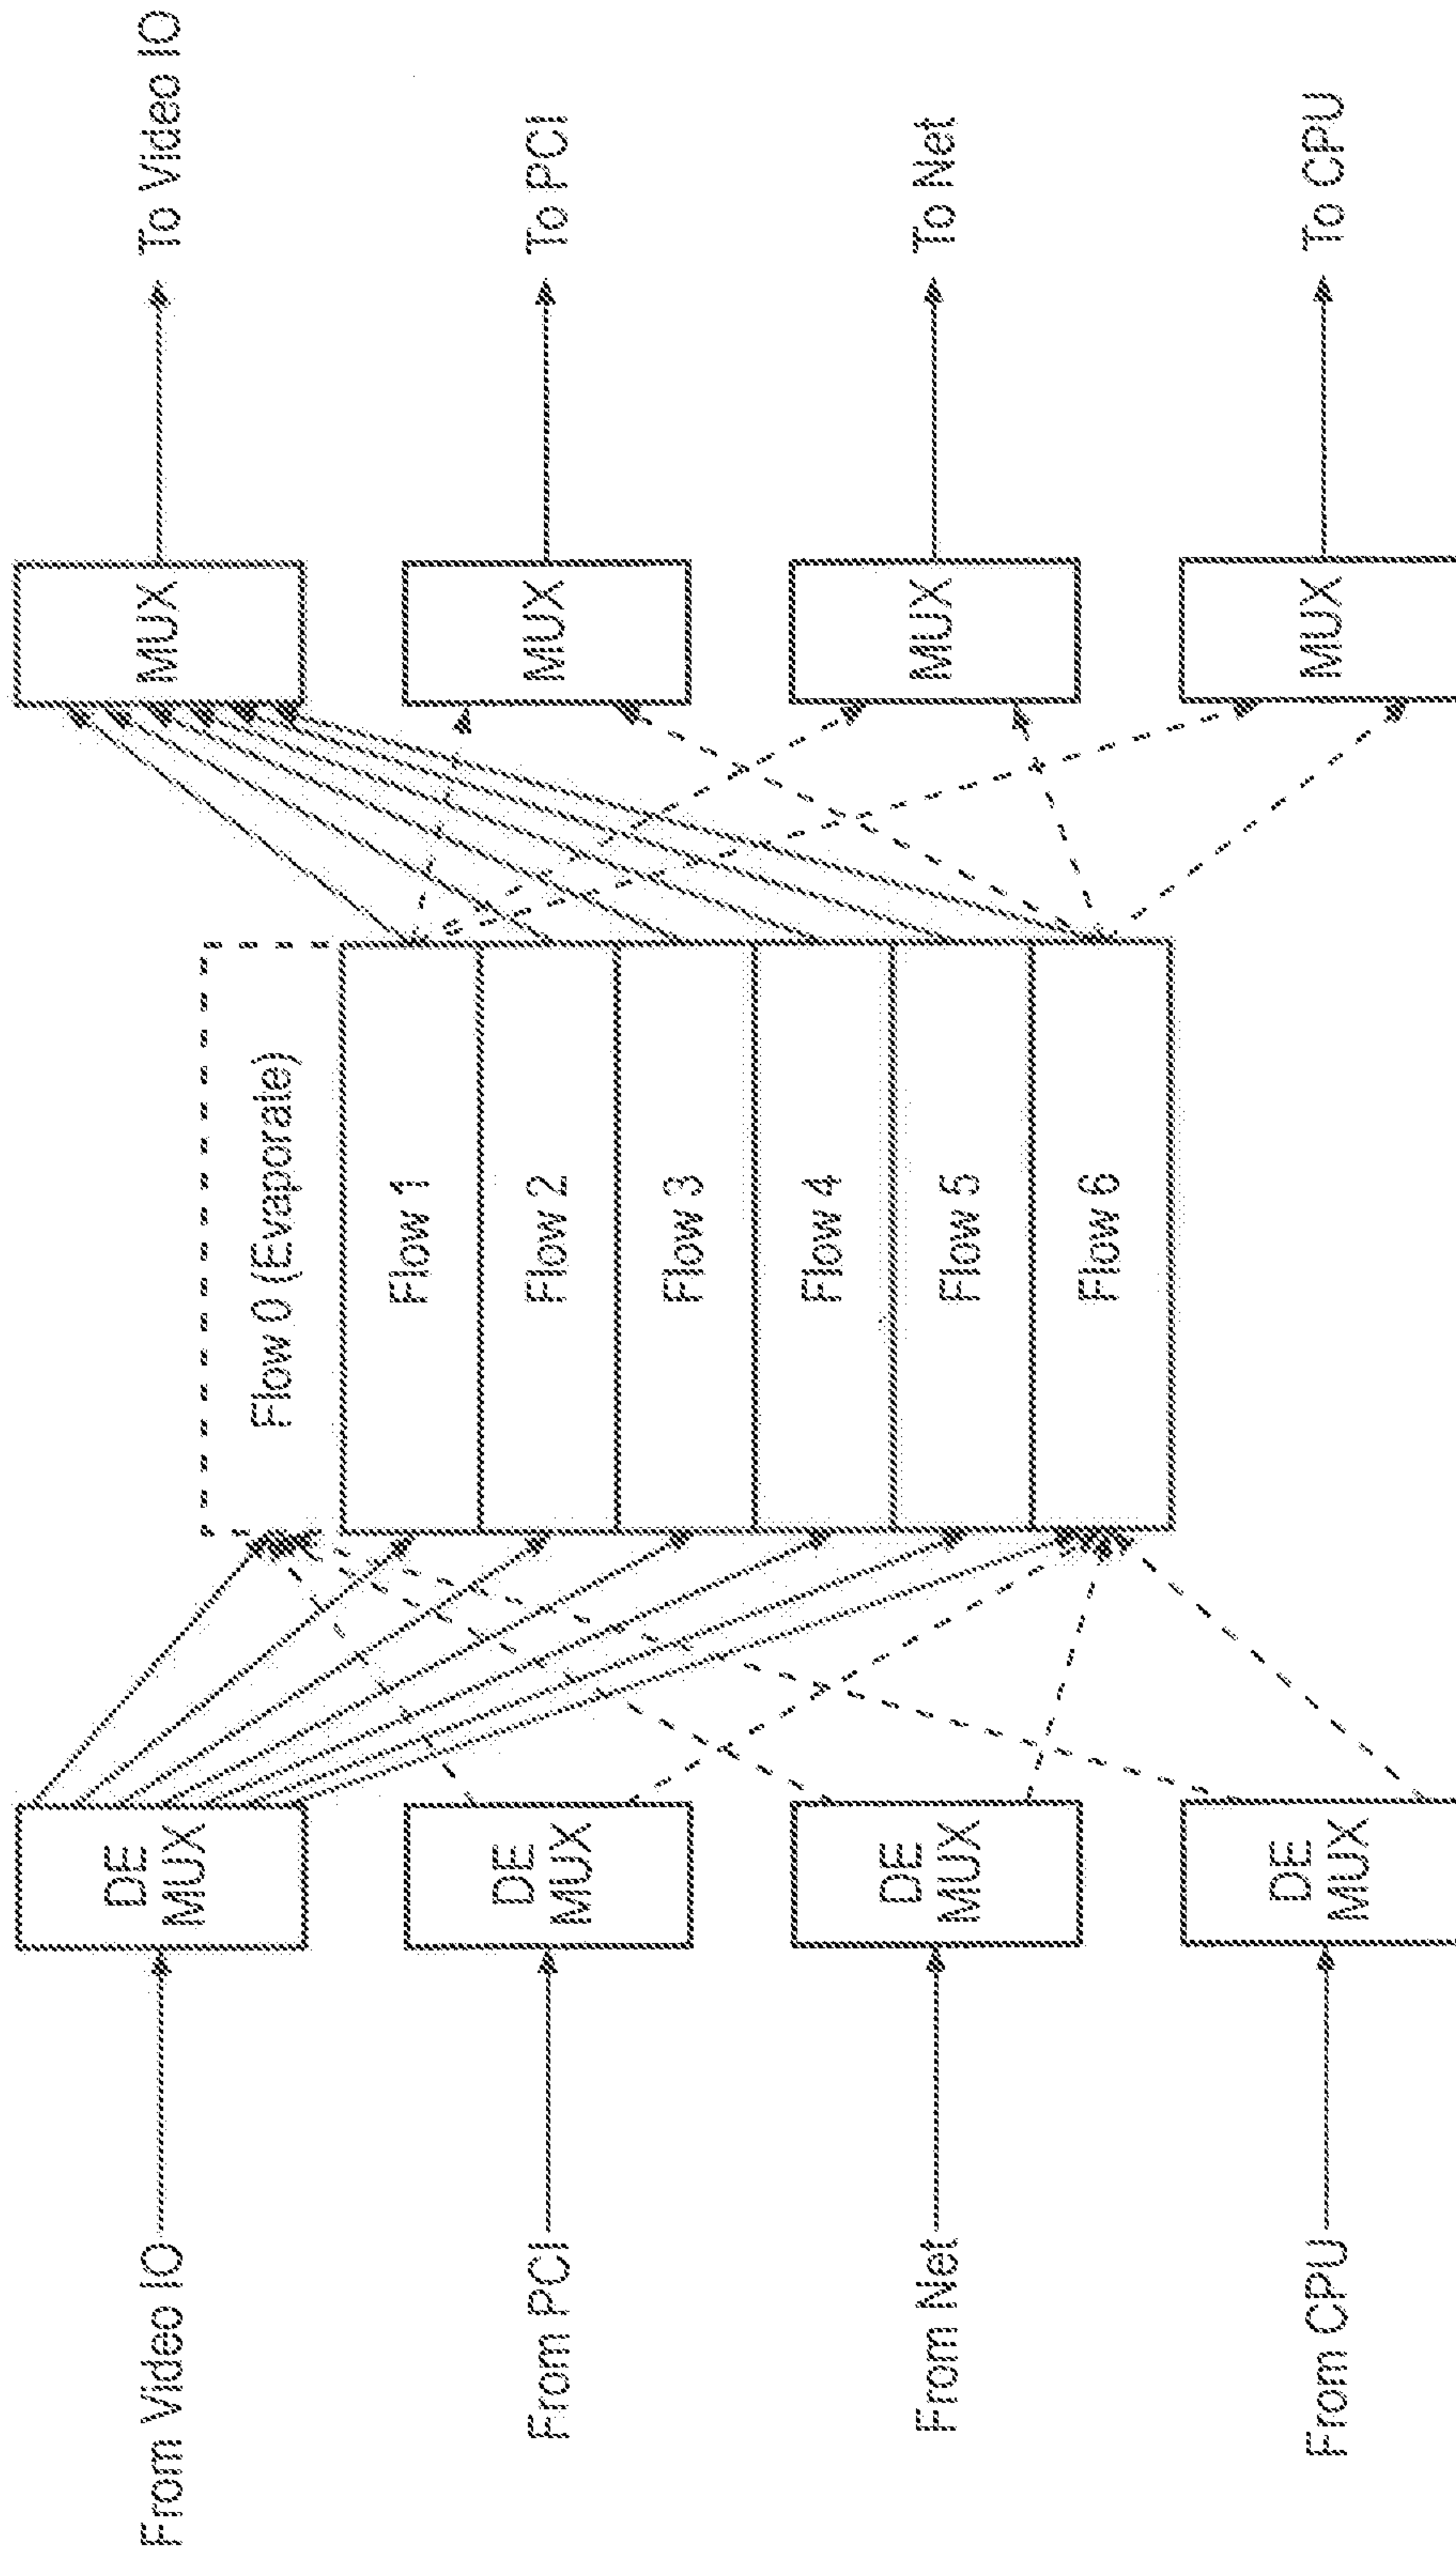 From Video IO
From PCI
From Net
From CPU
DE
MUX
DE
MUX
DE
MUX
DE
MUX
Flow 0 (Evaporate)
Flow 1
Flow 2
Flow 3
Flow 4
Flow 5
Flow 6
MUX
MUX
MUX
MUX
To Video IO
To PCI
To Net
To CPU